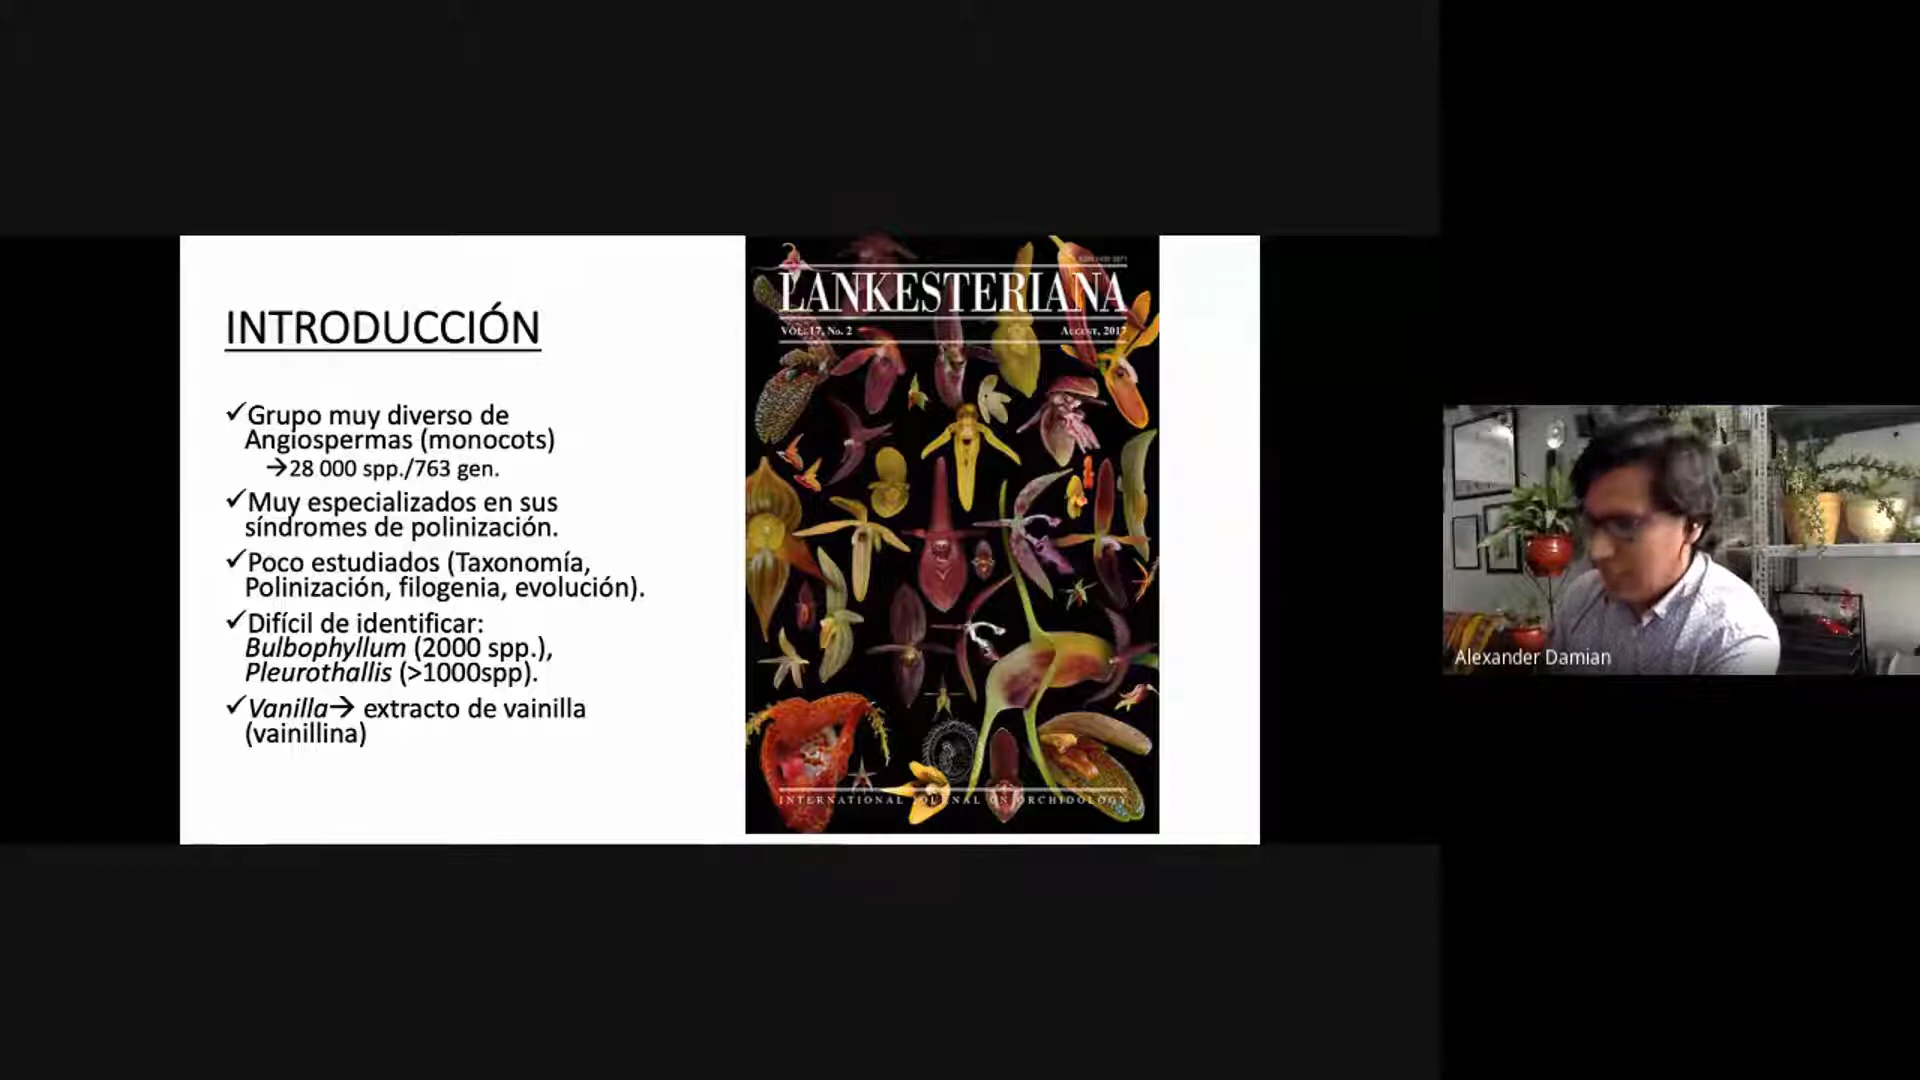 INTRODUCCIÓN
✓Grupo muy diverso de
Angiospermas (monocots)
→28 000 spp./763 gen.
✓Muy especializados en sus
síndromes de polinización.
✓Poco estudiados (Taxonomía,
Polinización, filogenia, evolución).
✓Difícil de identificar:
Bulbophyllum (2000 spp.),
Pleurothallis (>1000spp).
✓Vanilla→ extracto de vainilla
(vainillina)
LANKESTERIANA
VOL. 17, No. 2
August, 2017
INTERNATIONAL JOURNAL ON ORCHIDOLOGY
Alexander Damian